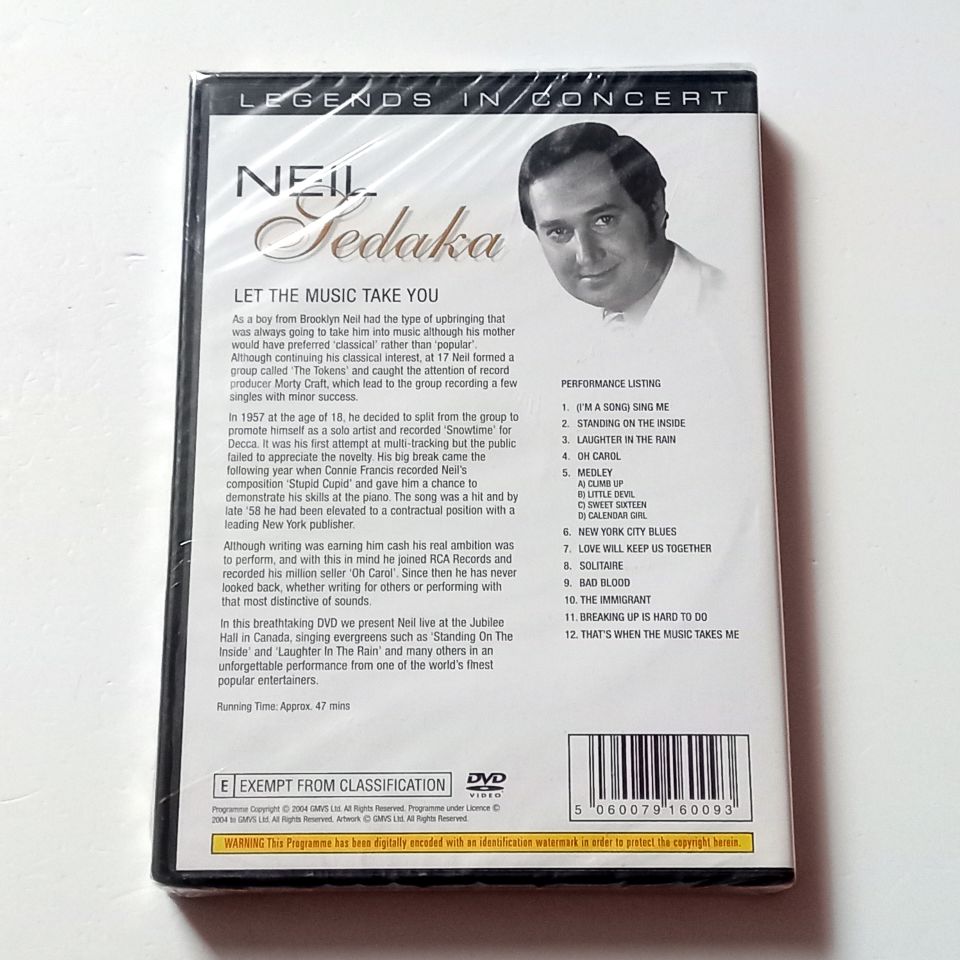 LEGENDS IN CONCERT
NEIL
Sedaka
LET THE MUSIC TAKE YOU
As a boy from Brooklyn Neil had the type of upbringing that
was always going to take him into music although his mother
would have preferred 'classical' rather than 'popular'.
Although continuing his classical interest, at 17 Neil formed a
group called 'The Tokens' and caught the attention of record
producer Morty Craft, which lead to the group recording a few
singles with minor success.
In 1957 at the age of 18, he decided to split from the group to
promote himself as a solo artist and recorded 'Snowtime' for
Decca. It was his first attempt at multi-tracking but the public
failed to appreciate the novelty. His big break came the
following year when Connie Francis recorded Neil's
composition 'Stupid Cupid' and gave him a chance to
demonstrate his skills at the piano. The song was a hit and by
late '58 he had been elevated to a contractual position with a
leading New York publisher.
Although writing was earning him cash his real ambition was
to perform, and with this in mind he joined RCA Records and
recorded his million seller 'Oh Carol'. Since then he has never
looked back, whether writing for others or performing with
that most distinctive of sounds.
In this breathtaking DVD we present Neil live at the Jubilee
Hall in Canada, singing evergreens such as 'Standing On The
Inside' and 'Laughter In The Rain' and many others in an
unforgettable performance from one of the world's finest
popular entertainers.
Running Time: Approx. 47 mins
PERFORMANCE LISTING
1. (I'M A SONG) SING ME
2. STANDING ON THE INSIDE
3. LAUGHTER IN THE RAIN
4. OH CAROL
5. MEDLEY
A) CLIMB UP
B) LITTLE DEVIL
C) SWEET SIXTEEN
D) CALENDAR GIRL
6. NEW YORK CITY BLUES
7. LOVE WILL KEEP US TOGETHER
8. SOLITAIRE
9. BAD BLOOD
10. THE IMMIGRANT
11. BREAKING UP IS HARD TO DO
12. THAT'S WHEN THE MUSIC TAKES ME
E EXEMPT FROM CLASSIFICATION
DVD
VIDEO
5 060079 160093
Programme Copyright © 2004 GMVS Ltd. All Rights Reserved. Programme under Licence ©
2004 to GMVS Ltd. All Rights Reserved. Artwork © GMVS Ltd. All Rights Reserved.
WARNING This Programme has been digitally encoded with an identification watermark in order to protect the copyright herein.